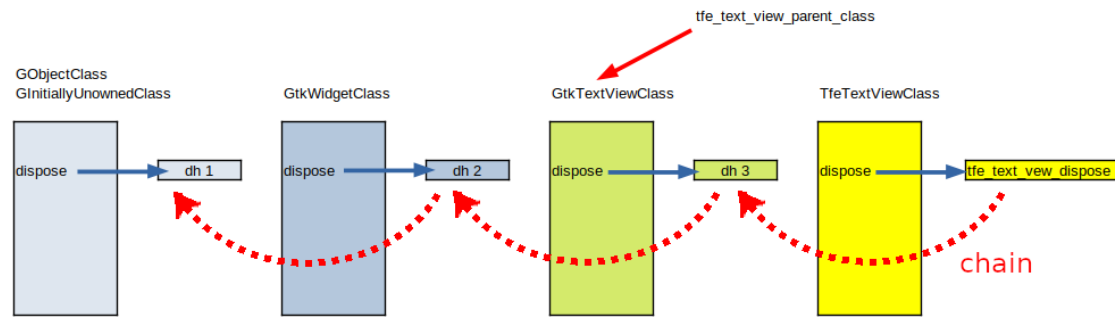 tfe_text_view_parent_class
GObjectClass
GInitiallyUnownedClass
GtkWidgetClass
GtkTextViewClass
TfeTextViewClass
dispose
dh 1
dispose
dh 2
dispose
dh 3
dispose
tfe_text_vew_dispose
chain